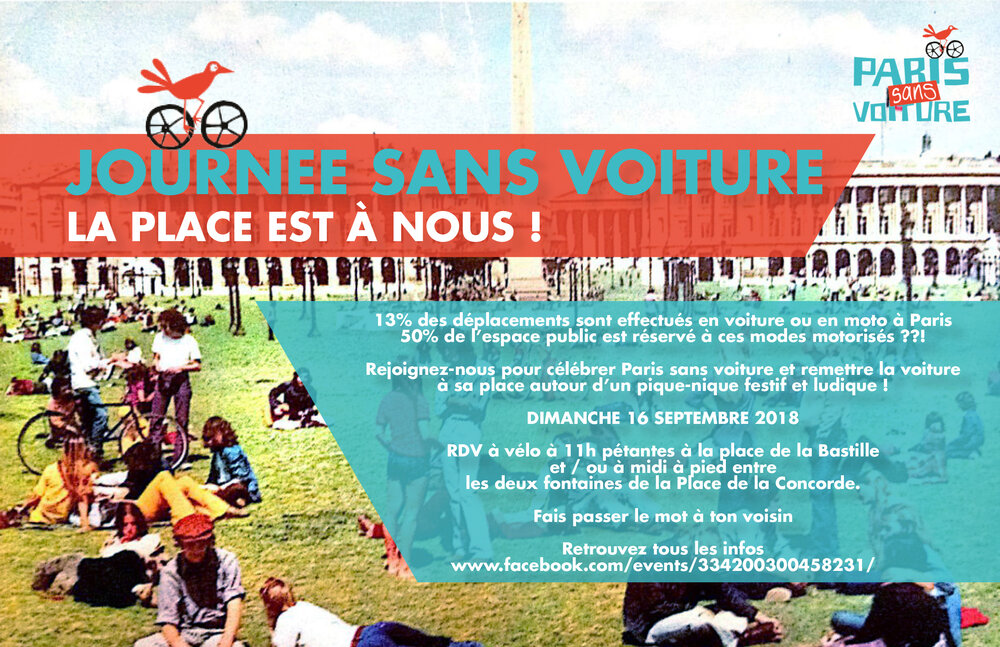 PARIS
sans
VOITURE
JOURNEE SANS VOITURE
LA PLACE EST À NOUS !
13% des déplacements sont effectués en voiture ou en moto à Paris
50% de l'espace public est réservé à ces modes motorisés ??!
Rejoignez-nous pour célébrer Paris sans voiture et remettre la voiture
à sa place autour d'un pique-nique festif et ludique !
DIMANCHE 16 SEPTEMBRE 2018
RDV à vélo à 11h pétantes à la place de la Bastille
et / ou à midi à pied entre
les deux fontaines de la Place de la Concorde.
Fais passer le mot à ton voisin
Retrouvez tous les infos
www.facebook.com/events/334200300458231/